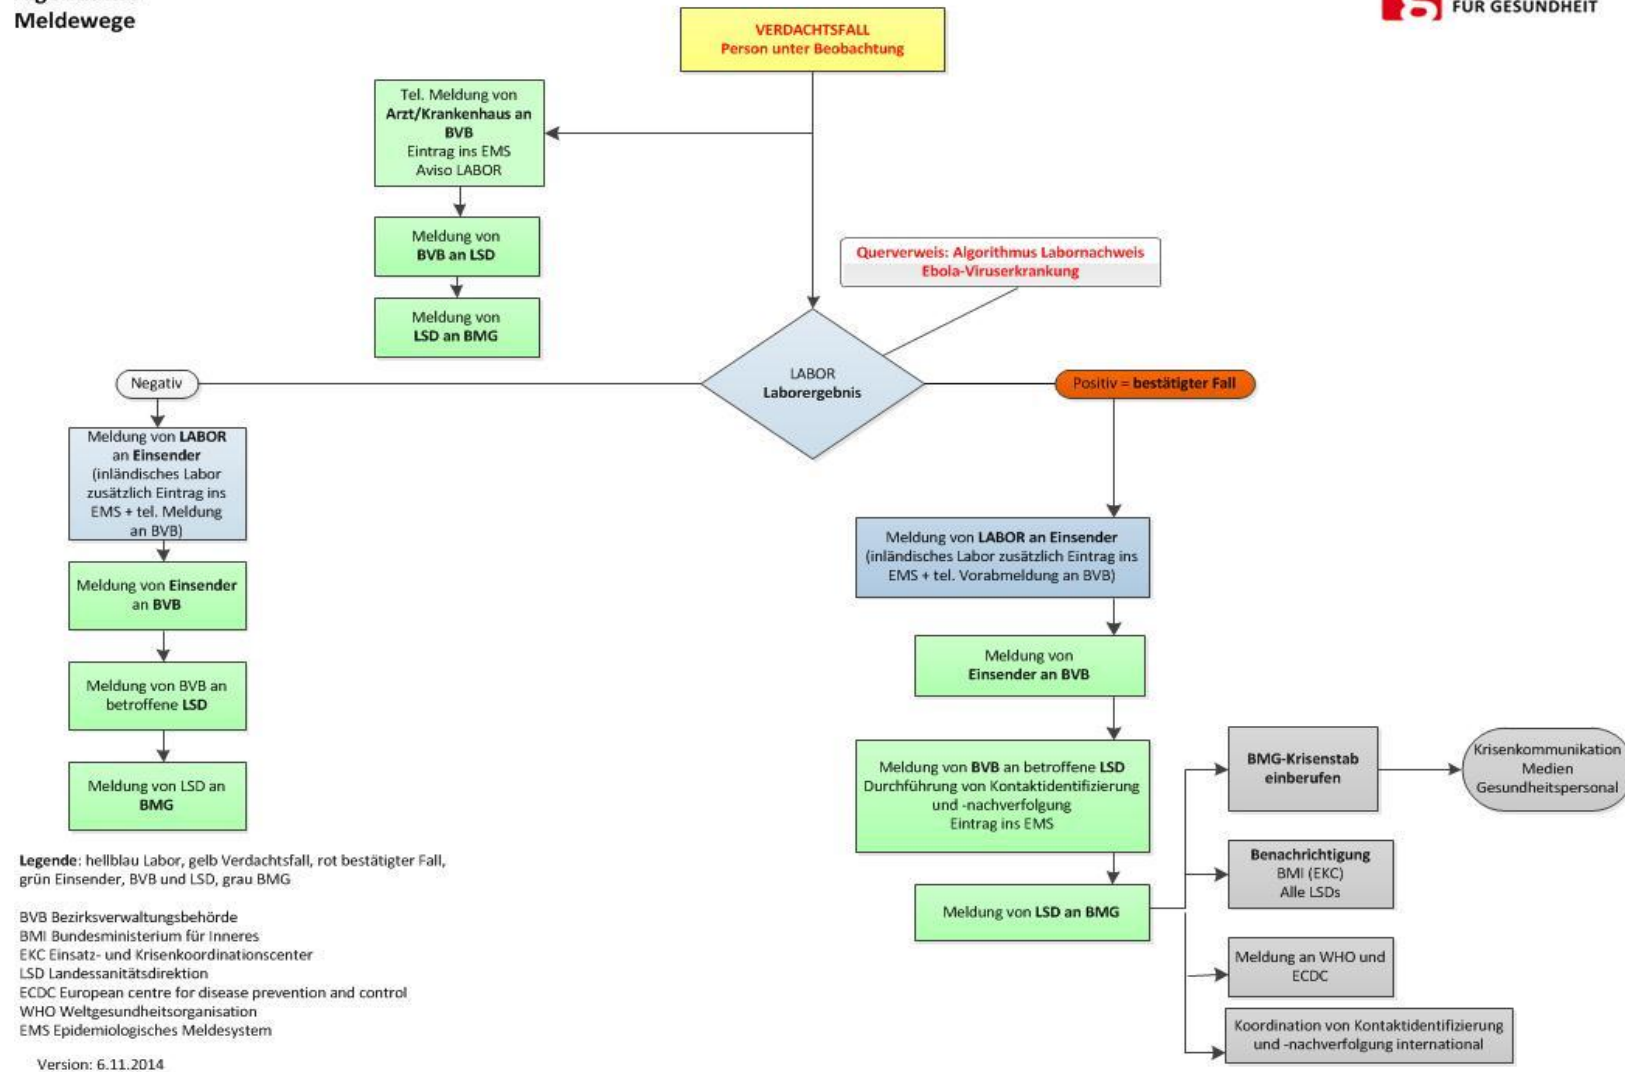 Meldewege
FÜR GESUNDHEIT
VERDACHTSFALL
Person unter Beobachtung
Tel. Meldung von
Arzt/Krankenhaus an
BVB
Eintrag ins EMS
Aviso LABOR
Meldung von
BVB an LSD
Meldung von
LSD an BMG
Querverweis: Algorithmus Labornachweis
Ebola-Viruserkrankung
LABOR
Laborergebnis
Negativ
Positiv = bestätigter Fall
Meldung von LABOR
an Einsender
(inländisches Labor
zusätzlich Eintrag ins
EMS + tel. Meldung
an BVB)
Meldung von Einsender
an BVB
Meldung von BVB an
betroffene LSD
Meldung von LSD an
BMG
Meldung von LABOR an Einsender
(inländisches Labor zusätzlich Eintrag ins
EMS + tel. Vorabmeldung an BVB)
Meldung von
Einsender an BVB
Meldung von BVB an betroffene LSD
Durchführung von Kontaktidentifizierung
und -nachverfolgung
Eintrag ins EMS
Meldung von LSD an BMG
BMG-Krisenstab
einberufen
Krisenkommunikation
Medien
Gesundheitspersonal
Benachrichtigung
BMI (EKC)
Alle LSDs
Meldung an WHO und
ECDC
Koordination von Kontaktidentifizierung
und -nachverfolgung international
Legende: hellblau Labor, gelb Verdachtsfall, rot bestätigter Fall,
grün Einsender, BVB und LSD, grau BMG
BVB Bezirksverwaltungsbehörde
BMI Bundesministerium für Inneres
EKC Einsatz- und Krisenkoordinationscenter
LSD Landessanitätsdirektion
ECDC European centre for disease prevention and control
WHO Weltgesundheitsorganisation
EMS Epidemiologisches Meldesystem
Version: 6.11.2014